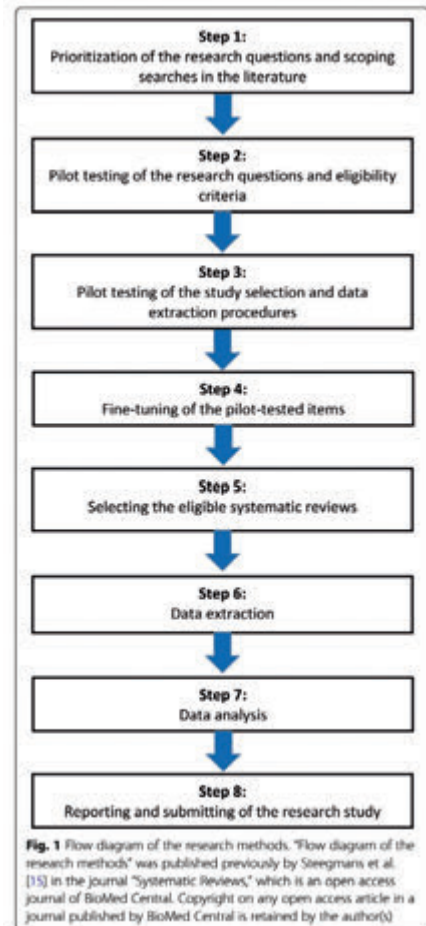 Step 1:
Prioritization of the research questions and scoping
searches in the literature
Step 2:
Pilot testing of the research questions and eligibility
criteria
Step 3:
Pilot testing of the study selection and data
extraction procedures
Step 4:
Fine-tuning of the pilot-tested items
Step 5:
Selecting the eligible systematic reviews
Step 6:
Data extraction
Step 7:
Data analysis
Step 8:
Reporting and submitting of the research study
Fig. 1 Flow diagram of the research methods. "Flow diagram of the
research methods" was published previously by Steegmans et al.
[15] in the journal "Systematic Reviews," which is an open access
journal of BioMed Central. Copyright on any open access article in a
journal published by BioMed Central is retained by the author(s)